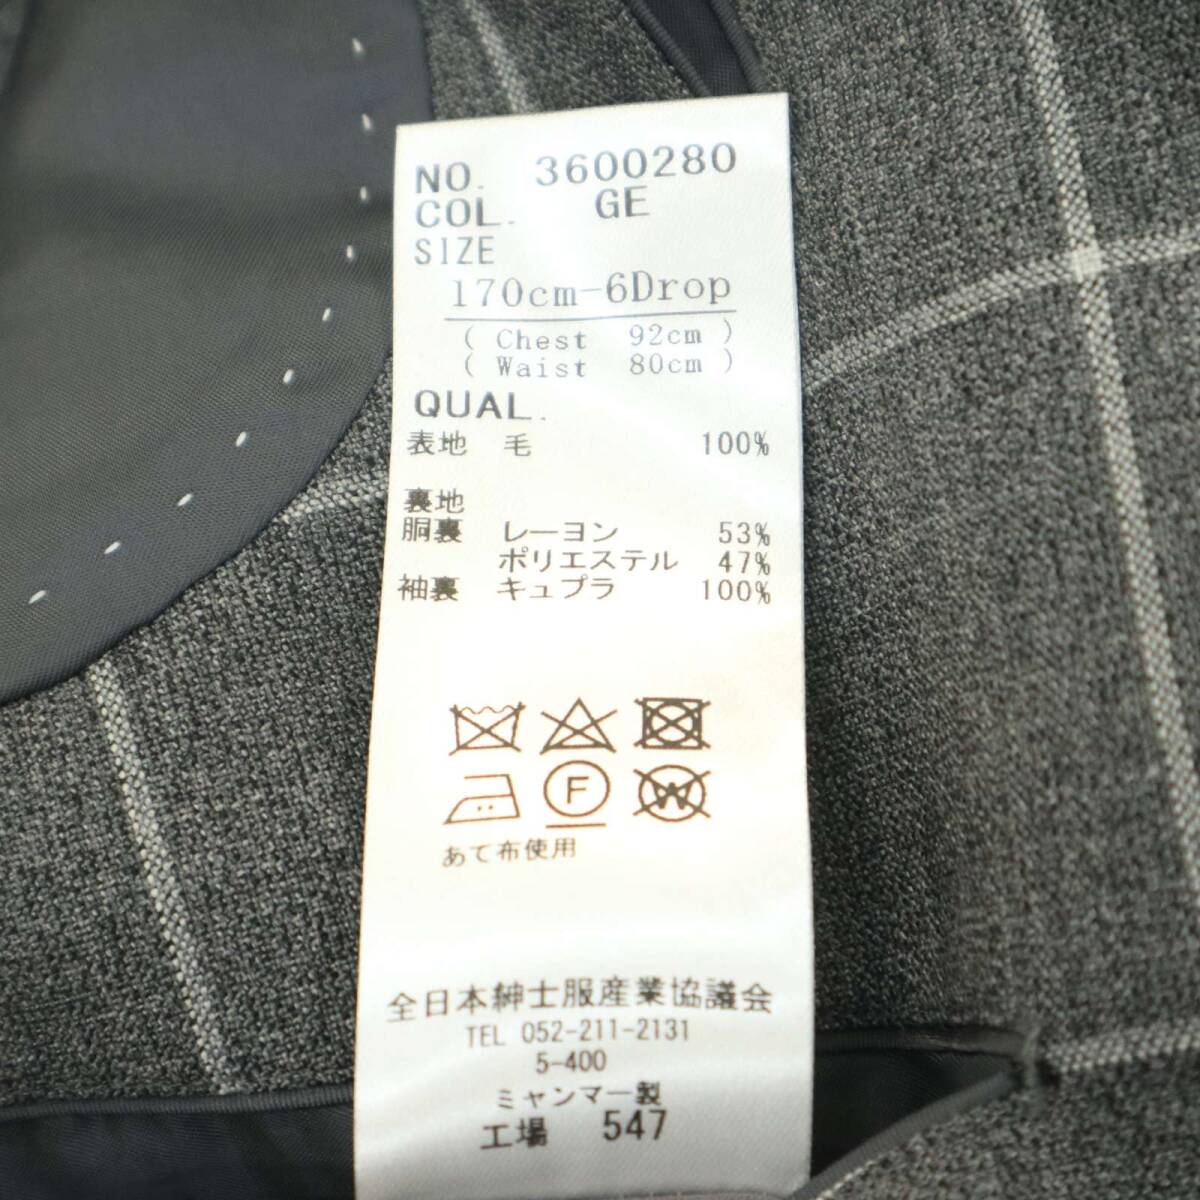 NO. 3600280
COL. GE
SIZE
170cm-6Drop
( Chest 92cm )
( Waist 80cm )
QUAL.
表地 毛 100%
裏地
胴裏 レーヨン 53%
ポリエステル 47%
袖裏 キュプラ 100%
F W
あて布使用
全日本紳士服産業協議会
TEL 052-211-2131
5-400
ミャンマー製
工場 547